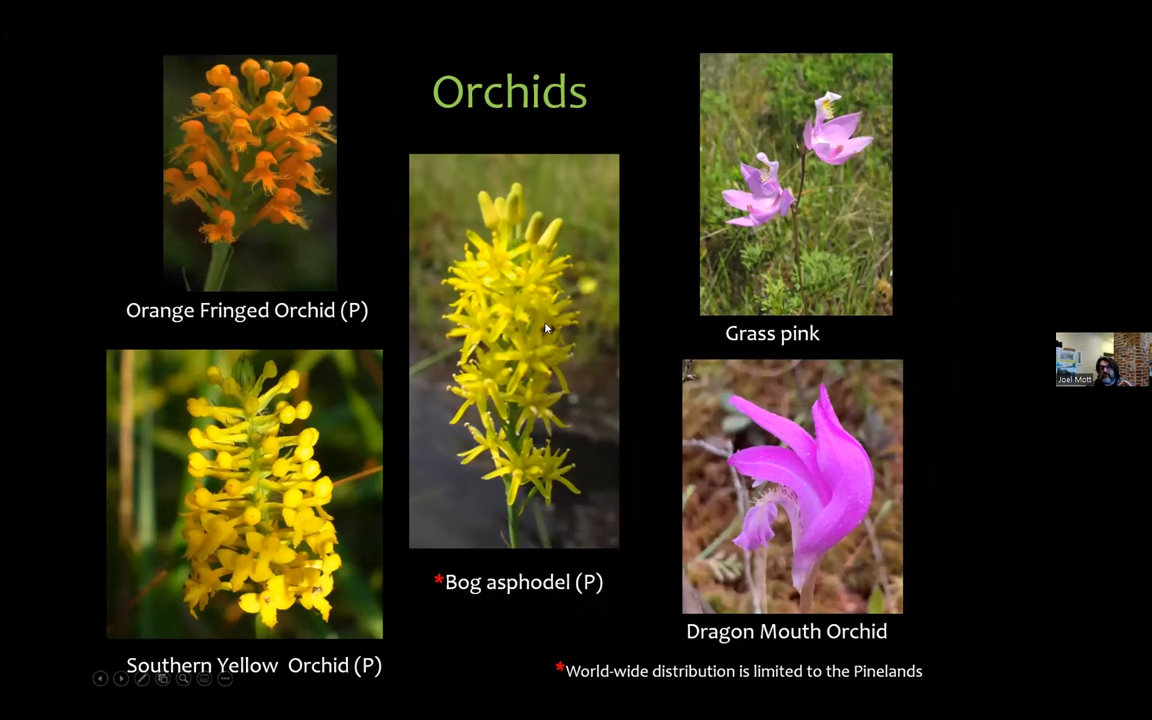 Orchids
Orange Fringed Orchid (P)
Grass pink
*Bog asphodel (P)
Southern Yellow  Orchid (P)
Dragon Mouth Orchid
*World-wide distribution is limited to the Pinelands
Joel Mott